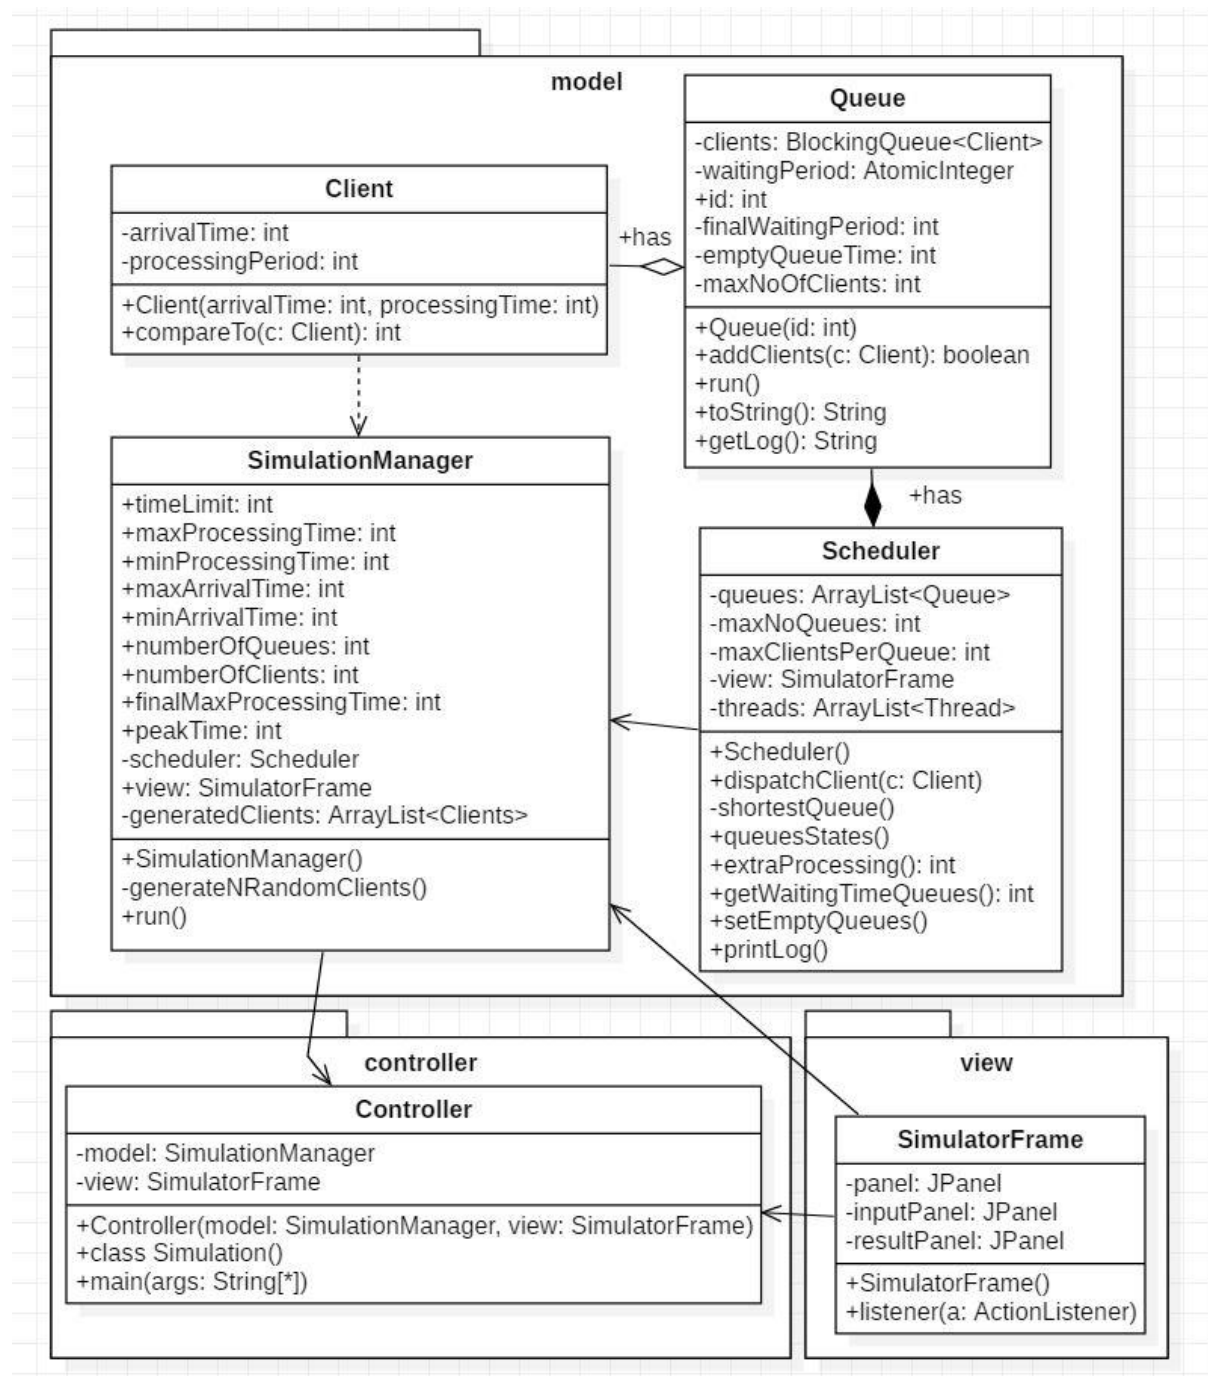 model
Client
-arrivalTime: int
-processingPeriod: int
+Client(arrivalTime: int, processingTime: int)
+compareTo(c: Client): int
+has
Queue
-clients: BlockingQueue<Client>
-waitingPeriod: AtomicInteger
+id: int
-finalWaitingPeriod: int
-emptyQueueTime: int
-maxNoOfClients: int
+Queue(id: int)
+addClients(c: Client): boolean
+run()
+toString(): String
+getLog(): String
+has
SimulationManager
+timeLimit: int
+maxProcessingTime: int
+minProcessingTime: int
+maxArrivalTime: int
+minArrivalTime: int
+numberOfQueues: int
+numberOfClients: int
+finalMaxProcessingTime: int
+peakTime: int
-scheduler: Scheduler
+view: SimulatorFrame
-generatedClients: ArrayList<Clients>
+SimulationManager()
-generateNRandomClients()
+run()
Scheduler
-queues: ArrayList<Queue>
-maxNoQueues: int
-maxClientsPerQueue: int
-view: SimulatorFrame
-threads: ArrayList<Thread>
+Scheduler()
+dispatchClient(c: Client)
-shortestQueue()
+queuesStates()
+extraProcessing(): int
+getWaitingTimeQueues(): int
+setEmptyQueues()
+printLog()
controller
Controller
-model: SimulationManager
-view: SimulatorFrame
+Controller(model: SimulationManager, view: SimulatorFrame)
+class Simulation()
+main(args: String[*])
view
SimulatorFrame
-panel: JPanel
-inputPanel: JPanel
-resultPanel: JPanel
+SimulatorFrame()
+listener(a: ActionListener)